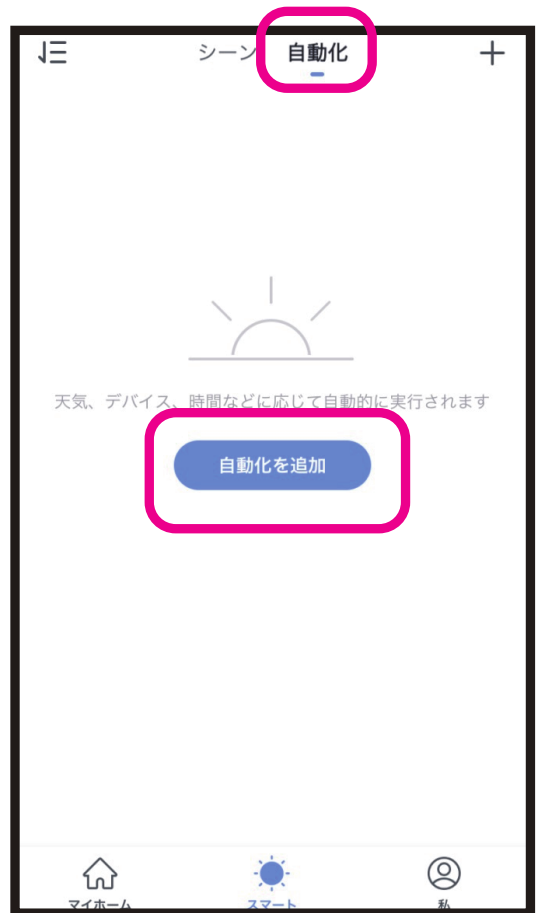 シーン 自動化
天気、デバイス、時間などに応じて自動的に実行されます
自動化を追加
マイホーム スマート 私